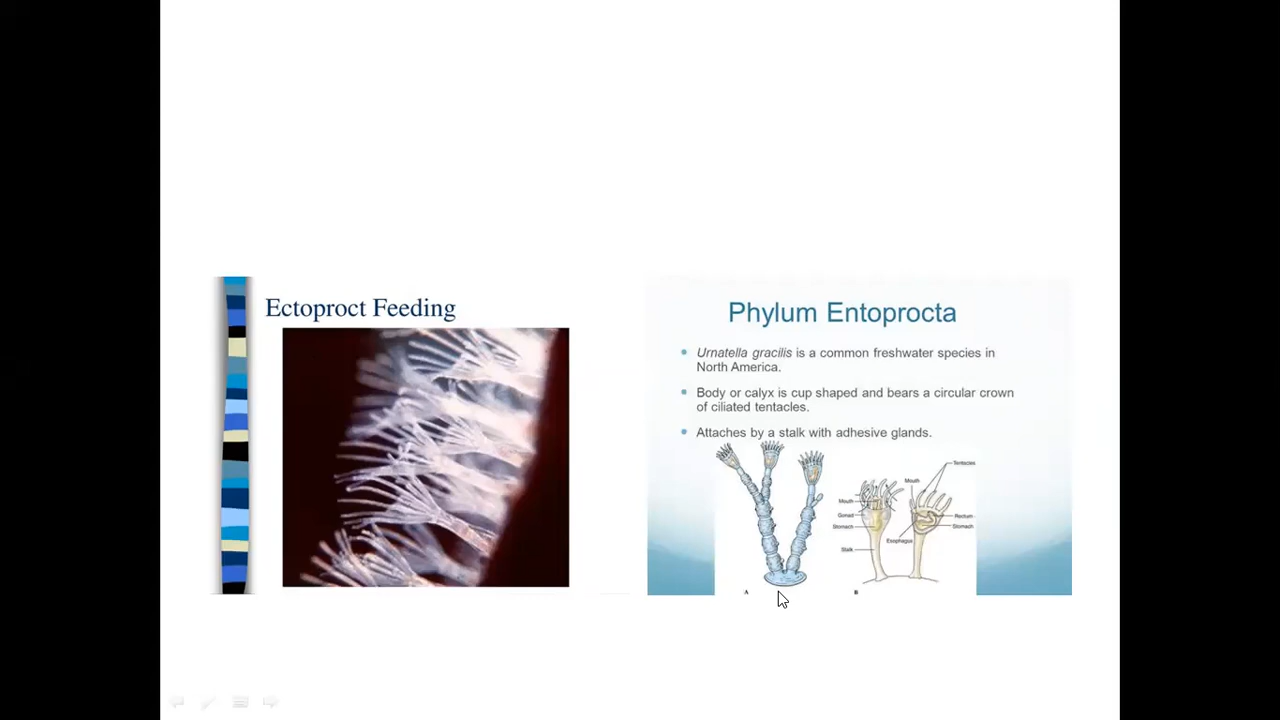 Ectoproct Feeding
Phylum Entoprocta
Urnatella gracilis is a common freshwater species in
North America.
Body or calyx is cup shaped and bears a circular crown
of ciliated tentacles.
Attaches by a stalk with adhesive glands.
Tentacles
Mouth
Mouth
Gonad
Stomach
Rectum
Stomach
Esophagus
Stalk
A
B